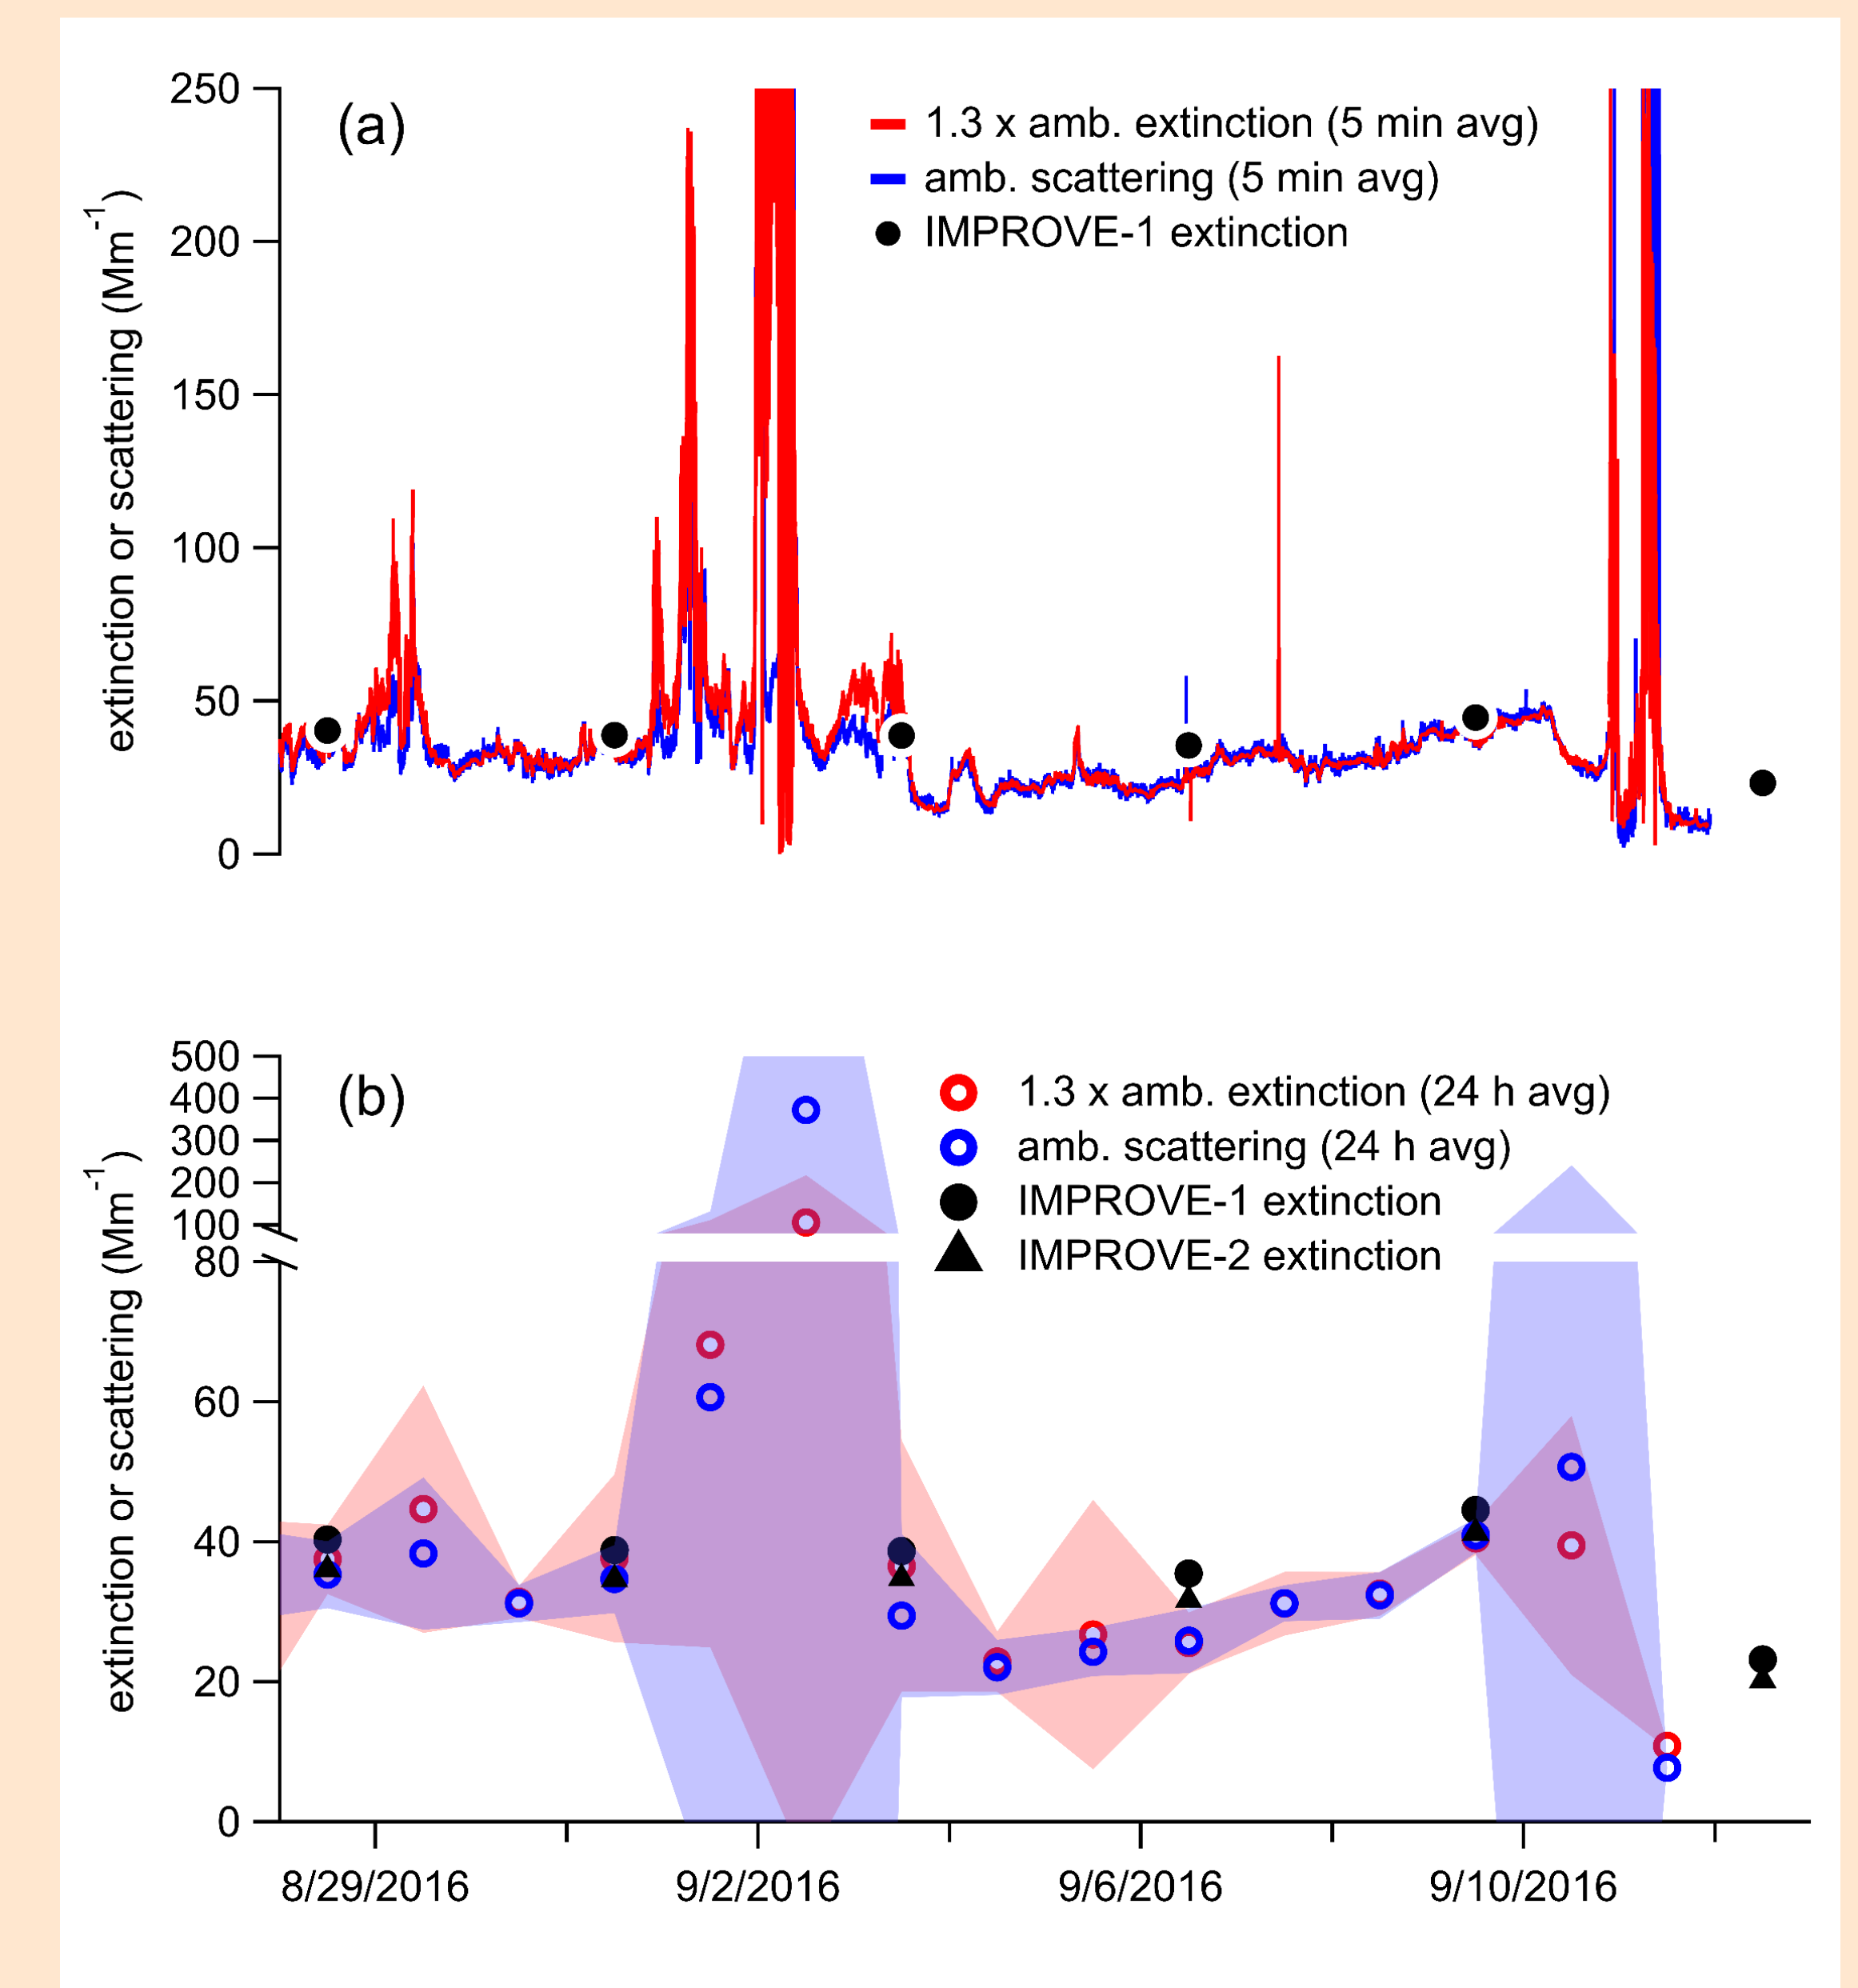 (a)
250
200
150
100
50
0
extinction or scattering (Mm⁻¹)
1.3 x amb. extinction (5 min avg)
amb. scattering (5 min avg)
IMPROVE-1 extinction
(b)
500
400
300
200
100
80
60
40
20
0
extinction or scattering (Mm⁻¹)
1.3 x amb. extinction (24 h avg)
amb. scattering (24 h avg)
IMPROVE-1 extinction
IMPROVE-2 extinction
8/29/2016 9/2/2016 9/6/2016 9/10/2016